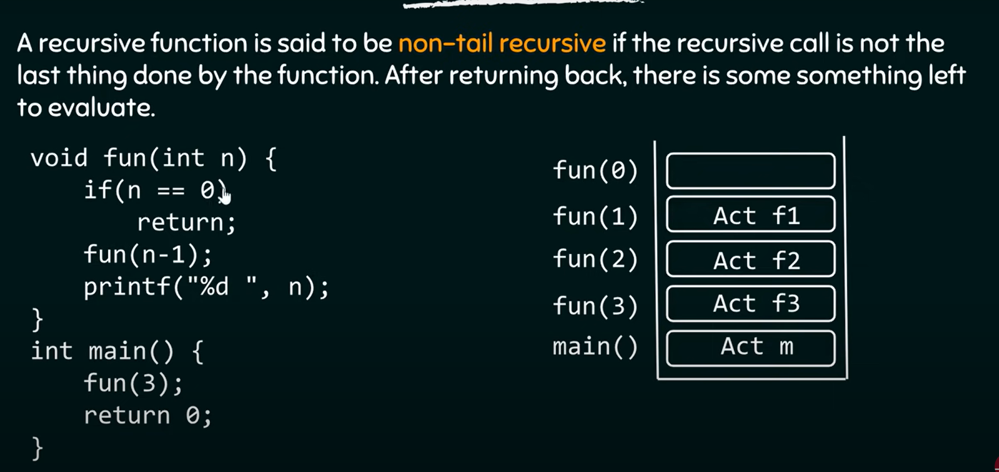 A recursive function is said to be non-tail recursive if the recursive call is not the
last thing done by the function. After returning back, there is some something left
to evaluate.
void fun(int n) {
    if(n == 0)
        return;
    fun(n-1);
    printf("%d ", n);
}
int main() {
    fun(3);
    return 0;
}
fun(0)
fun(1) Act f1
fun(2) Act f2
fun(3) Act f3
main() Act m